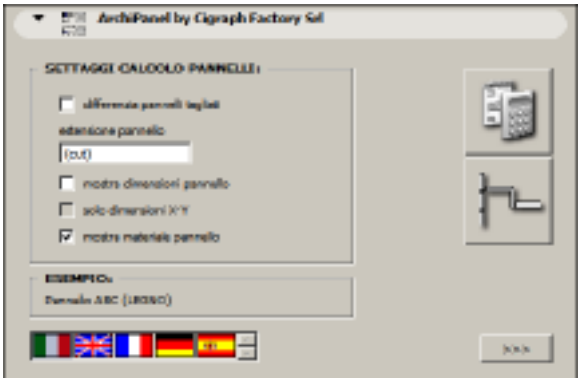 ArchiPanel by Cigraph Factory Srl
SETTAGGI CALCOLO PANNELLI:
differenzia pannelli tagliati
estensione pannello
(cut)
mostra dimensioni pannello
solo dimensioni X-Y
mostra materiale pannello
ESEMPIO:
Pannello ABC (LEGNO)
>>>